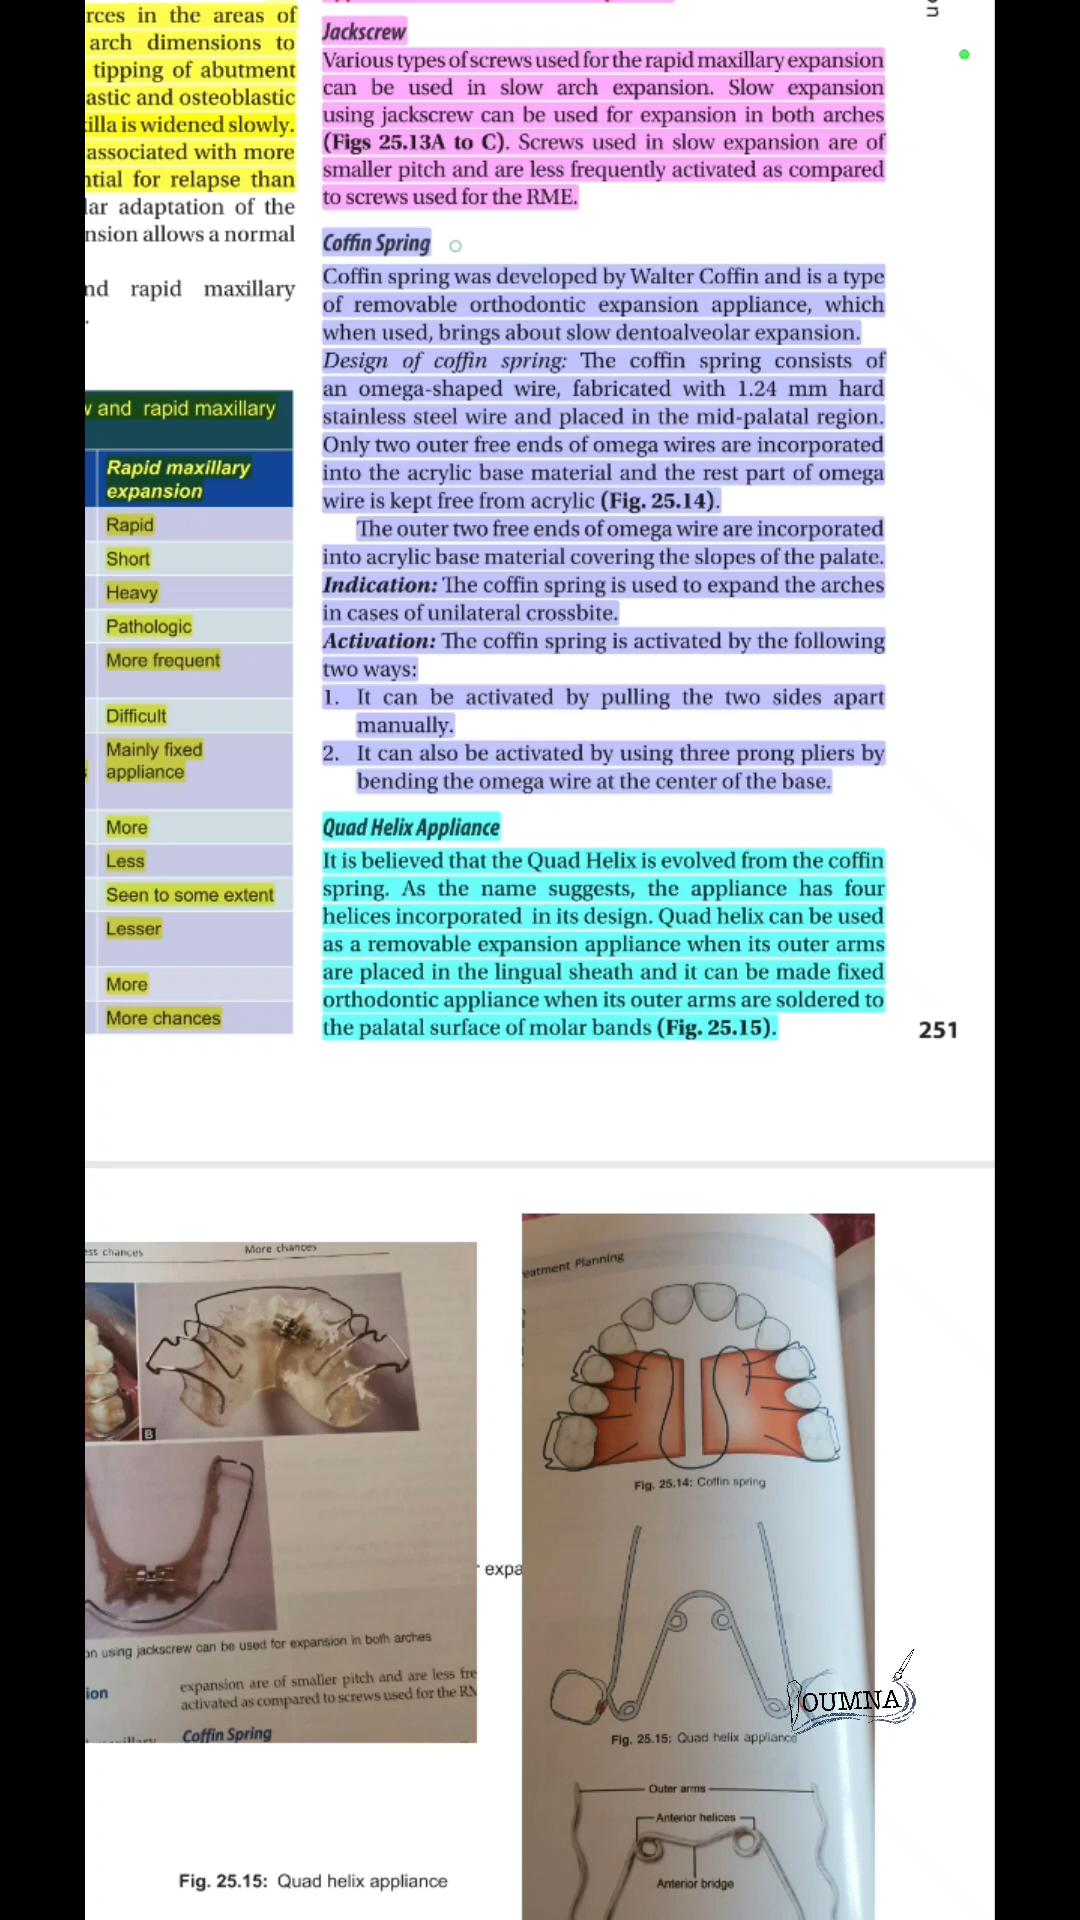 rces in the areas of
arch dimensions to
tipping of abutment
astic and osteoblastic
illa is widened slowly.
associated with more
ntial for relapse than
lar adaptation of the
nsion allows a normal
nd rapid maxillary
.
w and rapid maxillary
Rapid maxillary
expansion
Rapid
Short
Heavy
Pathologic
More frequent
Difficult
Mainly fixed
appliance
More
Less
Seen to some extent
Lesser
More
More chances
Jackscrew
Various types of screws used for the rapid maxillary expansion
can be used in slow arch expansion. Slow expansion
using jackscrew can be used for expansion in both arches
(Figs 25.13A to C). Screws used in slow expansion are of
smaller pitch and are less frequently activated as compared
to screws used for the RME.
Coffin Spring
Coffin spring was developed by Walter Coffin and is a type
of removable orthodontic expansion appliance, which
when used, brings about slow dentoalveolar expansion.
Design of coffin spring: The coffin spring consists of
an omega-shaped wire, fabricated with 1.24 mm hard
stainless steel wire and placed in the mid-palatal region.
Only two outer free ends of omega wires are incorporated
into the acrylic base material and the rest part of omega
wire is kept free from acrylic (Fig. 25.14).
The outer two free ends of omega wire are incorporated
into acrylic base material covering the slopes of the palate.
Indication: The coffin spring is used to expand the arches
in cases of unilateral crossbite.
Activation: The coffin spring is activated by the following
two ways:
1. It can be activated by pulling the two sides apart
manually.
2. It can also be activated by using three prong pliers by
bending the omega wire at the center of the base.
Quad Helix Appliance
It is believed that the Quad Helix is evolved from the coffin
spring. As the name suggests, the appliance has four
helices incorporated in its design. Quad helix can be used
as a removable expansion appliance when its outer arms
are placed in the lingual sheath and it can be made fixed
orthodontic appliance when its outer arms are soldered to
the palatal surface of molar bands (Fig. 25.15).
251
on
ess chances
More chances
B
on using jackscrew can be used for expansion in both arches
ion
expansion are of smaller pitch and are less fre
activated as compared to screws used for the RM
Coffin Spring
expa
eatment Planning
Fig. 25.14: Coffin spring
Fig. 25.15: Quad helix appliance
JOUMNA
Outer arms
Anterior helices
Anterior bridge
Fig. 25.15: Quad helix appliance